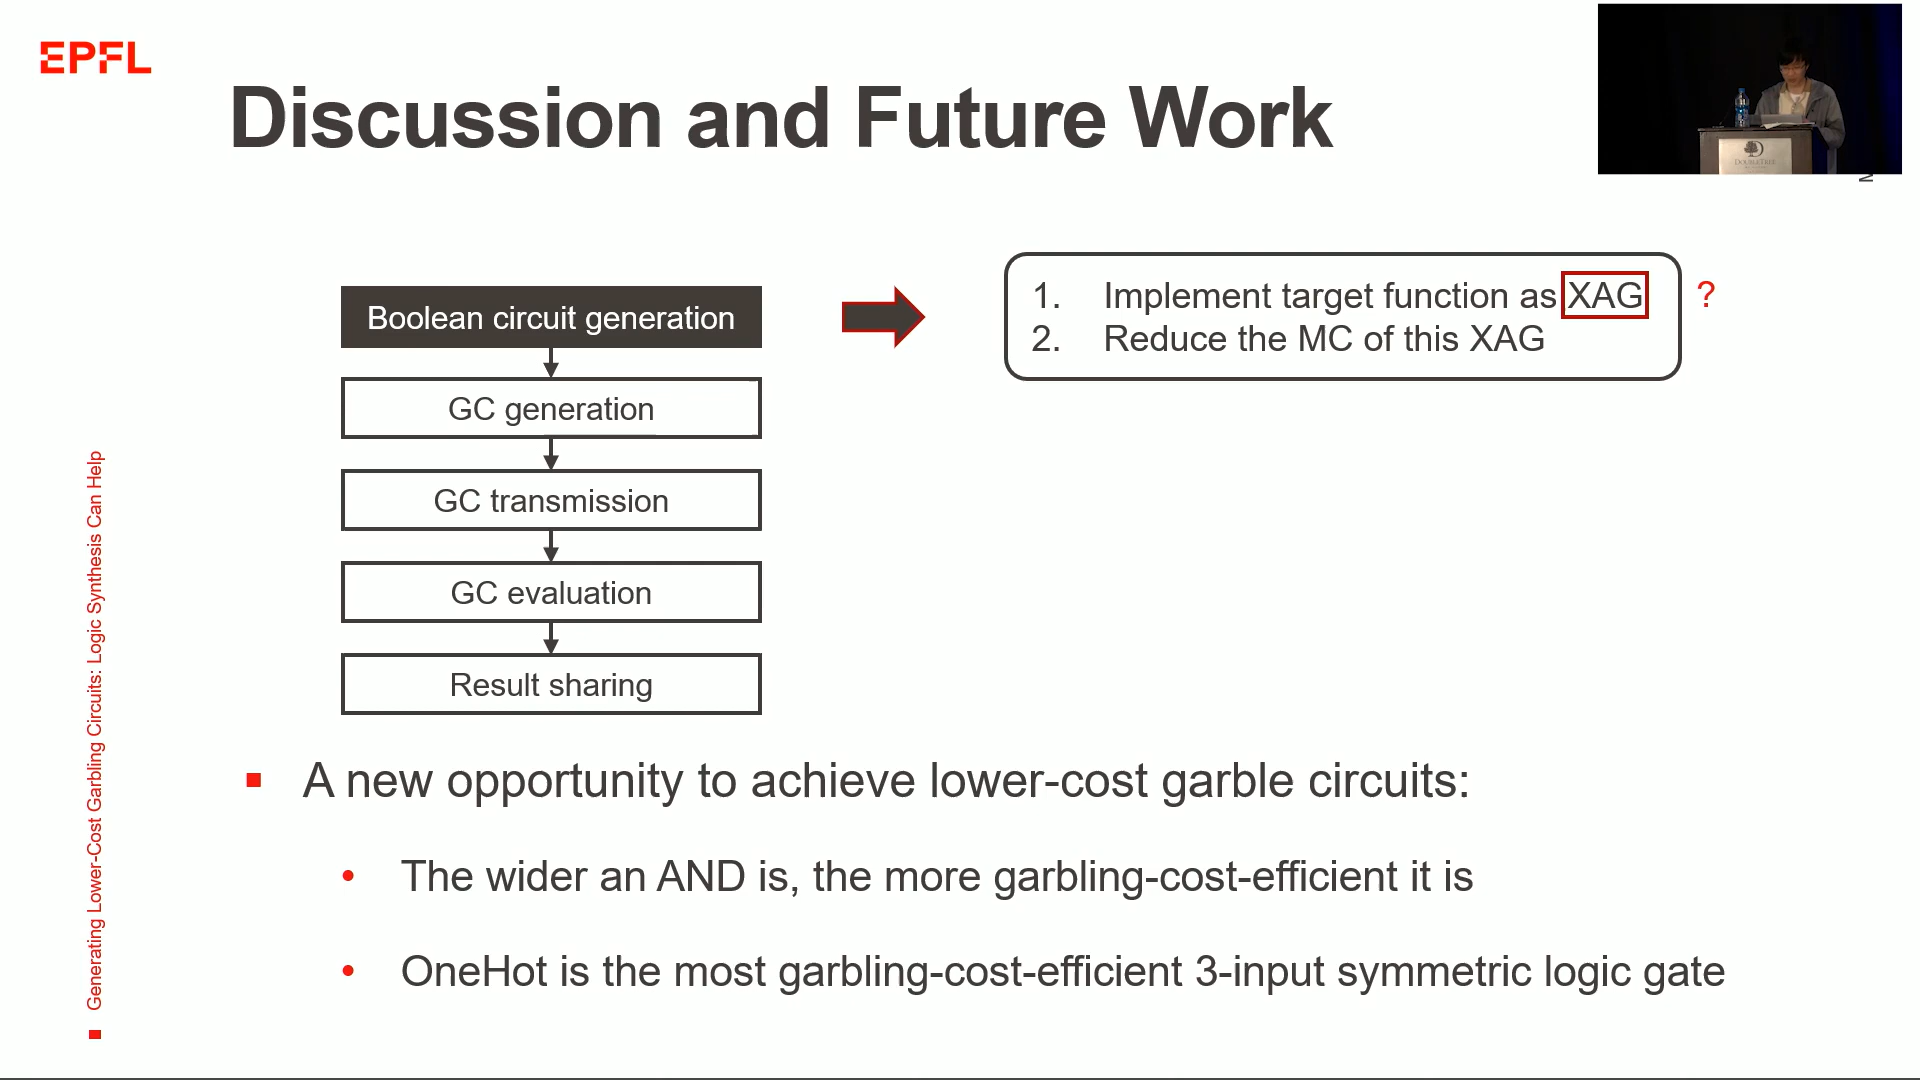 EPFL
Discussion and Future Work
DOUBLETREE
Boolean circuit generation
GC generation
GC transmission
GC evaluation
Result sharing
1. Implement target function as XAG ?
2. Reduce the MC of this XAG
Generating Lower-Cost Garbling Circuits: Logic Synthesis Can Help
A new opportunity to achieve lower-cost garble circuits:
• The wider an AND is, the more garbling-cost-efficient it is
• OneHot is the most garbling-cost-efficient 3-input symmetric logic gate